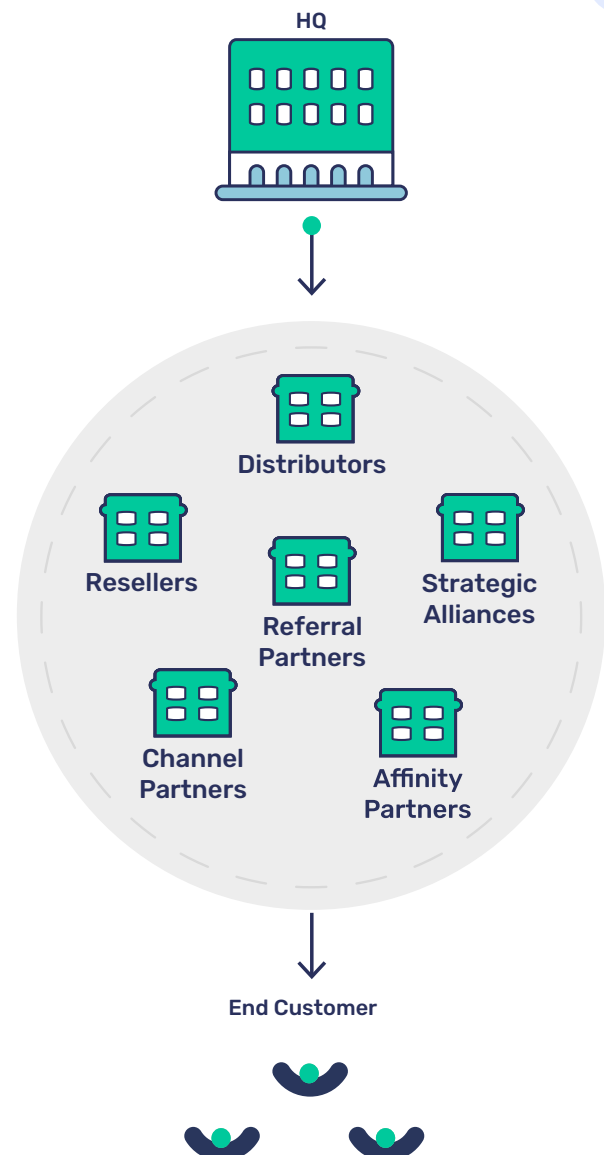 HQ
Distributors
Resellers
Strategic
Alliances
Referral
Partners
Channel
Partners
Affinity
Partners
End Customer